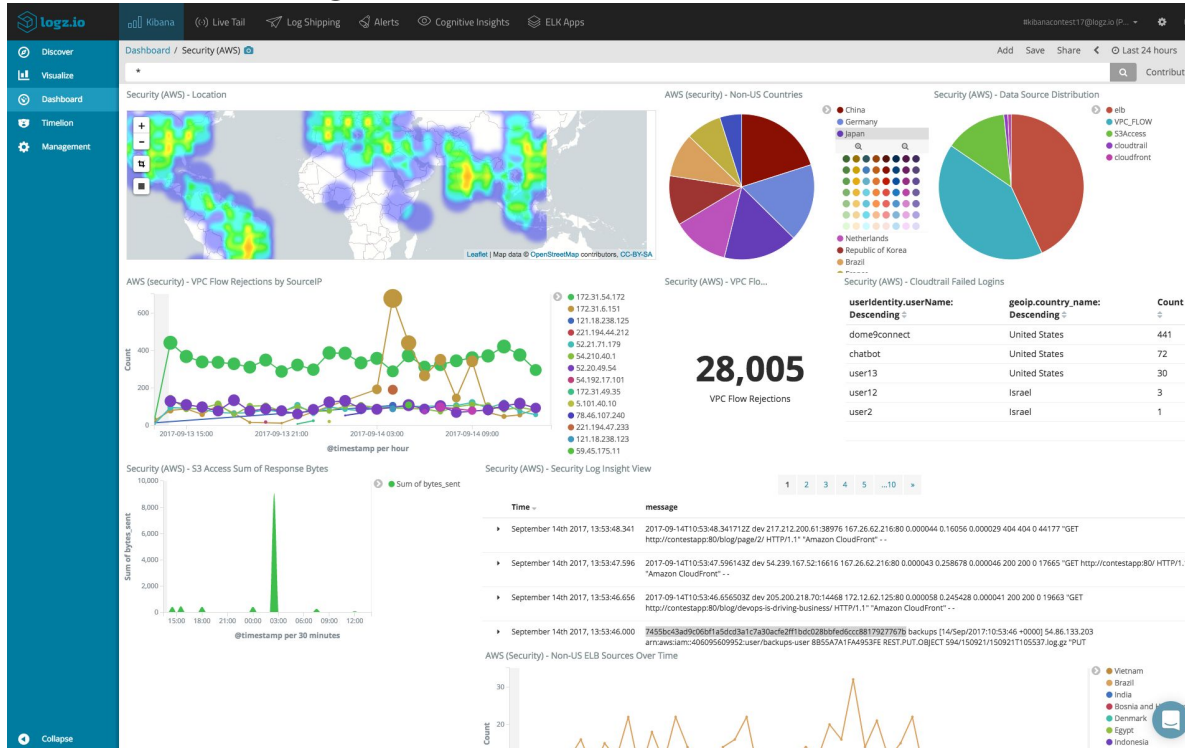 logz.io
Kibana
Live Tail
Log Shipping
Alerts
Cognitive Insights
ELK Apps
#kibanacontest17@logz.io (P...
Discover
Visualize
Dashboard
Timelion
Management
Collapse
Dashboard / Security (AWS)
Add Save Share
Last 24 hours
*
Contribut
Security (AWS) - Location
+
−
Leaflet | Map data © OpenStreetMap contributors, CC-BY-SA
AWS (security) - Non-US Countries
China
Germany
Japan
Netherlands
Republic of Korea
Brazil
Security (AWS) - Data Source Distribution
elb
VPC_FLOW
S3Access
cloudtrail
cloudfront
AWS (security) - VPC Flow Rejections by SourceIP
Count
600
400
200
0
2017-09-13 15:00
2017-09-13 21:00
2017-09-14 03:00
2017-09-14 09:00
@timestamp per hour
172.31.54.172
172.31.6.151
121.18.238.125
221.194.44.212
52.21.71.179
54.210.40.1
52.20.49.54
54.192.17.101
172.31.49.35
5.101.40.10
78.46.107.240
221.194.47.233
121.18.238.123
59.45.175.11
Security (AWS) - VPC Flo...
28,005
VPC Flow Rejections
Security (AWS) - Cloudtrail Failed Logins
userIdentity.userName: Descending
geoip.country_name: Descending
Count
dome9connect United States 441
chatbot United States 72
user13 United States 30
user12 Israel 3
user2 Israel 1
Security (AWS) - S3 Access Sum of Response Bytes
Sum of bytes_sent
10,000
8,000
6,000
4,000
2,000
0
15:00 18:00 21:00 00:00 03:00 06:00 09:00 12:00
@timestamp per 30 minutes
Sum of bytes_sent
Security (AWS) - Security Log Insight View
1 2 3 4 5 ...10 »
Time message
September 14th 2017, 13:53:48.341 2017-09-14T10:53:48.341712Z dev 217.212.200.61:38976 167.26.62.216:80 0.000044 0.16056 0.000029 404 404 0 44177 "GET
http://contestapp:80/blog/page/2/ HTTP/1.1" "Amazon CloudFront" - -
September 14th 2017, 13:53:47.596 2017-09-14T10:53:47.596143Z dev 54.239.167.52:16616 167.26.62.216:80 0.000043 0.258678 0.000046 200 200 0 17665 "GET http://contestapp:80/ HTTP/1.
"Amazon CloudFront" - -
September 14th 2017, 13:53:46.656 2017-09-14T10:53:46.656503Z dev 205.200.218.70:14468 172.12.62.125:80 0.000058 0.245428 0.000041 200 200 0 19663 "GET
http://contestapp:80/blog/devops-is-driving-business/ HTTP/1.1" "Amazon CloudFront" - -
September 14th 2017, 13:53:46.000 7455bc43ad9c06bf1a5dcd3a1c7a30acfe2ff1bdc028bbfed6ccc8817927767b backups [14/Sep/2017:10:53:46 +0000] 54.86.133.203
arn:aws:iam::406095609952:user/backups-user 8B55A7A1FA4953FE REST.PUT.OBJECT 594/150921/150921T105537.log.gz "PUT
AWS (Security) - Non-US ELB Sources Over Time
Count
30
20
Vietnam
Brazil
India
Bosnia and
Denmark
Egypt
Indonesia